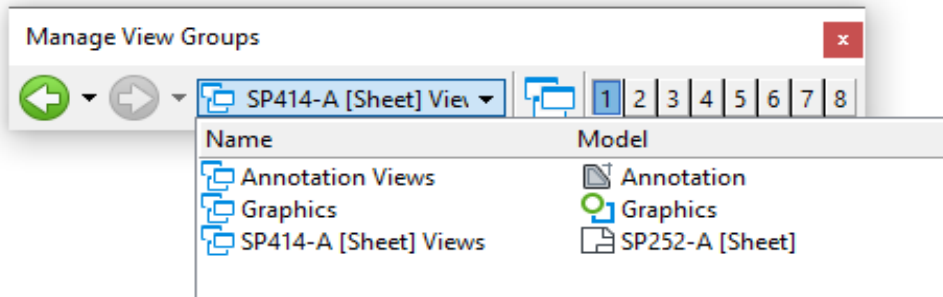 Manage View Groups
x
SP414-A [Sheet] Viev 1 2 3 4 5 6 7 8
Name Model
Annotation Views Annotation
Graphics Graphics
SP414-A [Sheet] Views SP252-A [Sheet]